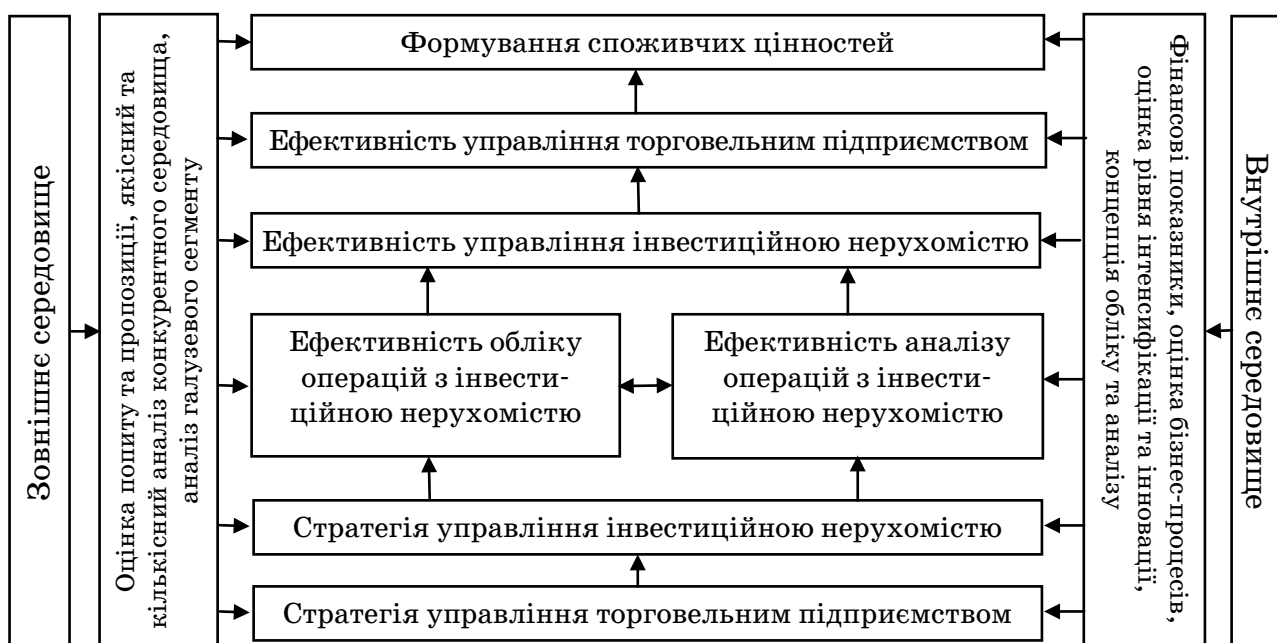 Зовнішнє середовище
Оцінка попиту та пропозиції, якісний та
кількісний аналіз конкурентного середовища,
аналіз галузевого сегменту
Формування споживчих цінностей
Ефективність управління торговельним підприємством
Ефективність управління інвестиційною нерухомістю
Ефективність обліку
операцій з інвести-
ційною нерухомістю
Ефективність аналізу
операцій з інвести-
ційною нерухомістю
Стратегія управління інвестиційною нерухомістю
Стратегія управління торговельним підприємством
Фінансові показники, оцінка бізнес-процесів,
оцінка рівня інтенсифікації та інновації,
концепція обліку та аналізу
Внутрішнє середовище